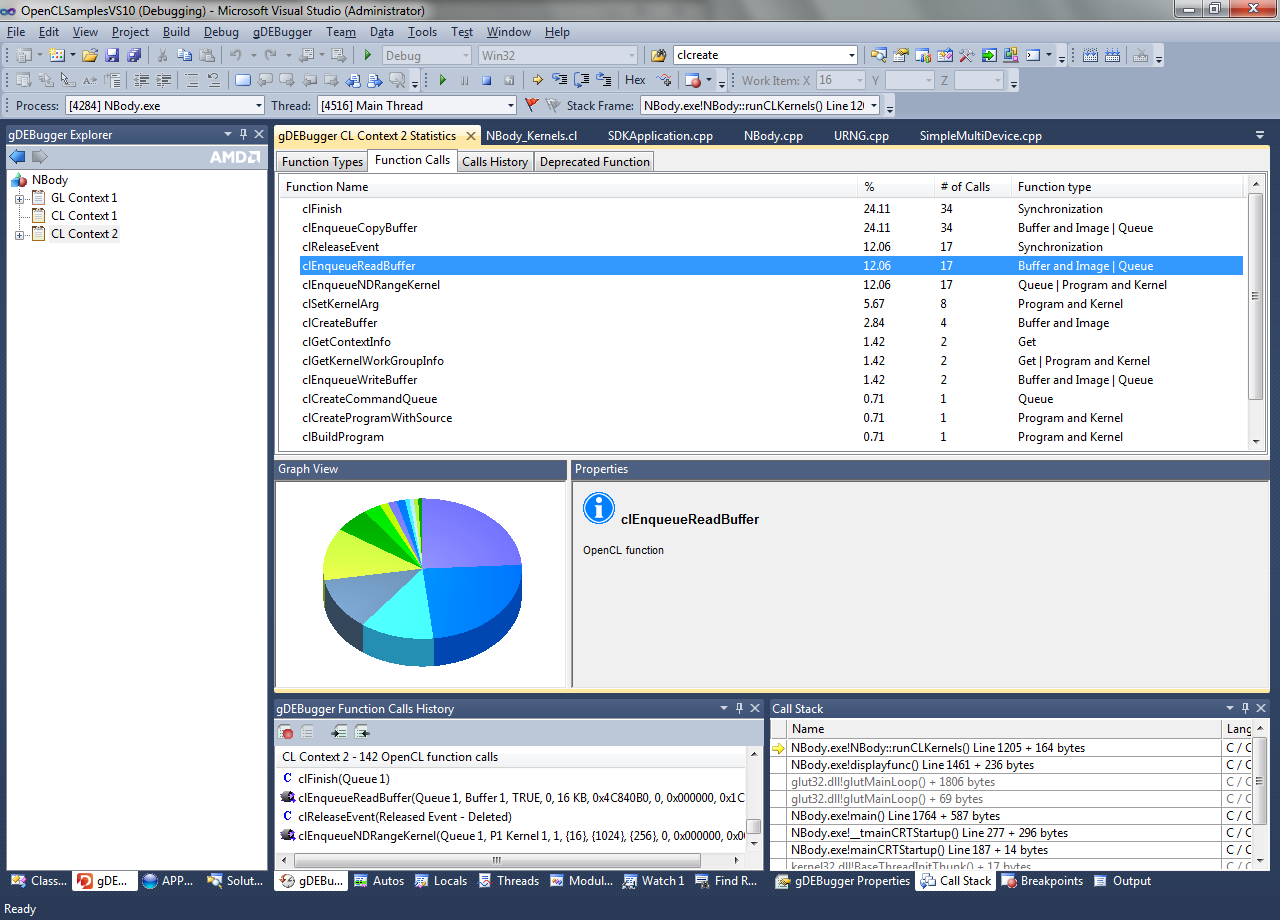 OpenCLSamplesVS10 (Debugging) - Microsoft Visual Studio (Administrator)
File Edit View Project Build Debug gDEBugger Team Data Tools Test Window Help
Debug Win32 clcreate
Hex Work Item: X 16 Y Z
Process: [4284] NBody.exe Thread: [4516] Main Thread Stack Frame: NBody.exe!NBody::runCLKernels() Line 120
gDEBugger Explorer
AMD
NBody
GL Context 1
CL Context 1
CL Context 2
gDEBugger CL Context 2 Statistics NBody_Kernels.cl SDKApplication.cpp NBody.cpp URNG.cpp SimpleMultiDevice.cpp
Function Types Function Calls Calls History Deprecated Function
Function Name % # of Calls Function type
clFinish 24.11 34 Synchronization
clEnqueueCopyBuffer 24.11 34 Buffer and Image | Queue
clReleaseEvent 12.06 17 Synchronization
clEnqueueReadBuffer 12.06 17 Buffer and Image | Queue
clEnqueueNDRangeKernel 12.06 17 Queue | Program and Kernel
clSetKernelArg 5.67 8 Program and Kernel
clCreateBuffer 2.84 4 Buffer and Image
clGetContextInfo 1.42 2 Get
clGetKernelWorkGroupInfo 1.42 2 Get | Program and Kernel
clEnqueueWriteBuffer 1.42 2 Buffer and Image | Queue
clCreateCommandQueue 0.71 1 Queue
clCreateProgramWithSource 0.71 1 Program and Kernel
clBuildProgram 0.71 1 Program and Kernel
Graph View
Properties
clEnqueueReadBuffer
OpenCL function
gDEBugger Function Calls History
CL Context 2 - 142 OpenCL function calls
C clFinish(Queue 1)
clEnqueueReadBuffer(Queue 1, Buffer 1, TRUE, 0, 16 KB, 0x4C840B0, 0, 0x000000, 0x1C
C clReleaseEvent(Released Event - Deleted)
clEnqueueNDRangeKernel(Queue 1, P1 Kernel 1, 1, {16}, {1024}, {256}, 0, 0x000000, 0x0
Call Stack
Name Lang
NBody.exe!NBody::runCLKernels() Line 1205 + 164 bytes C / C
NBody.exe!displayfunc() Line 1461 + 236 bytes C / C
glut32.dll!glutMainLoop() + 1806 bytes
glut32.dll!glutMainLoop() + 69 bytes
NBody.exe!main() Line 1764 + 587 bytes C / C
NBody.exe!__tmainCRTStartup() Line 277 + 296 bytes C / C
NBody.exe!mainCRTStartup() Line 187 + 14 bytes C / C
kernel32.dll!BaseThreadInitThunk() + 17 bytes
Class... gDE... APP... Solut... gDEBu... Autos Locals Threads Modul... Watch 1 Find R... gDEBugger Properties Call Stack Breakpoints Output
Ready